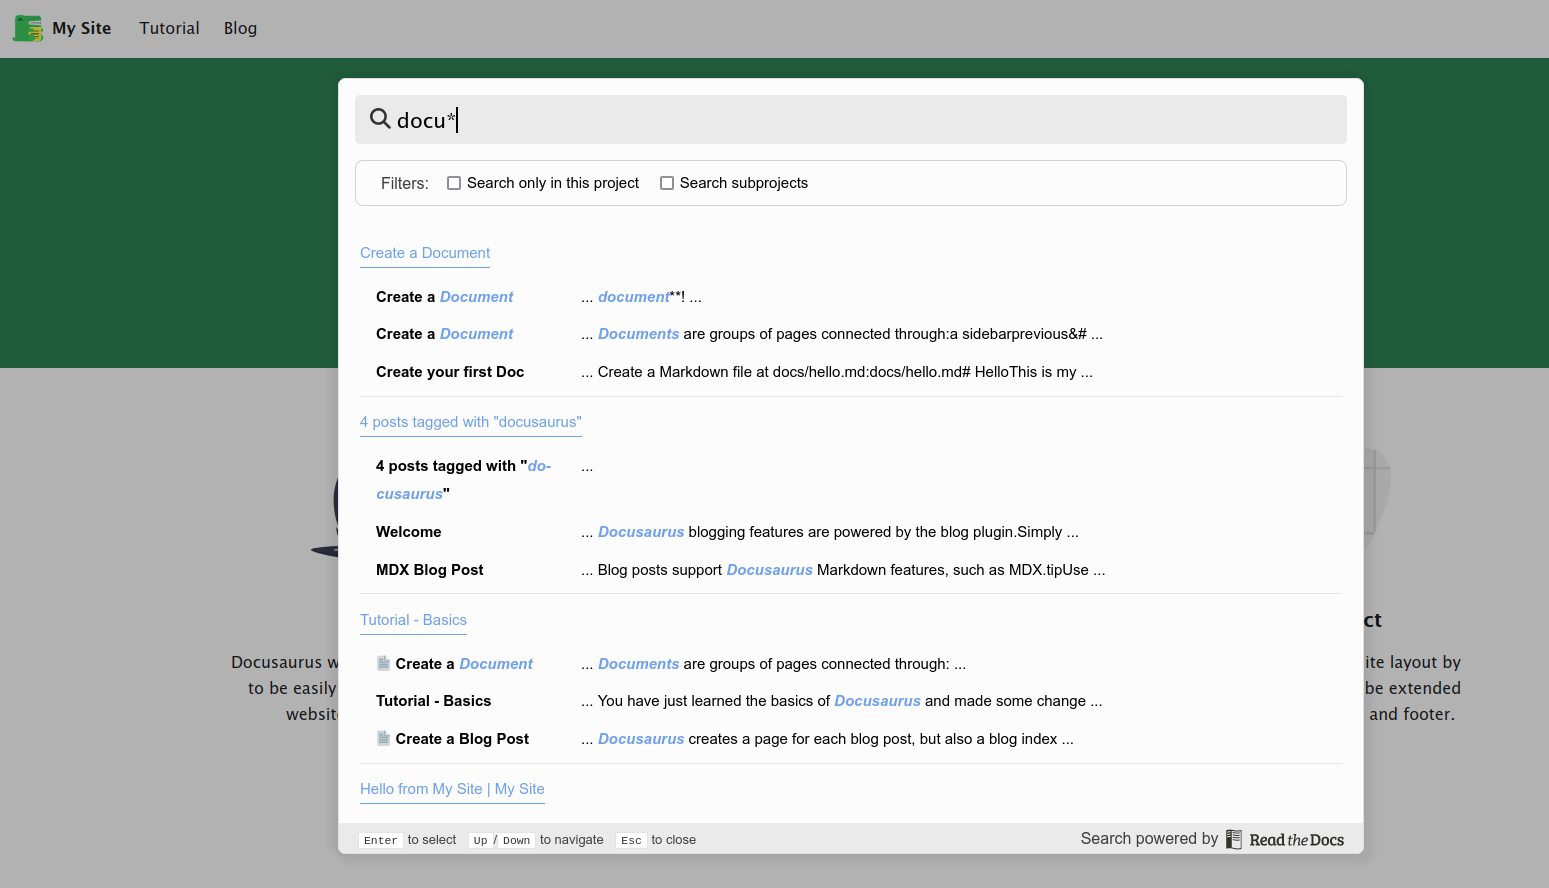 My Site Tutorial Blog
docu*
Filters: Search only in this project Search subprojects
Create a Document
Create a Document ... document**! ...
Create a Document ... Documents are groups of pages connected through:a sidebarprevious&# ...
Create your first Doc ... Create a Markdown file at docs/hello.md:docs/hello.md# HelloThis is my ...
4 posts tagged with "docusaurus"
4 posts tagged with "do- ...
cusaurus"
Welcome ... Docusaurus blogging features are powered by the blog plugin.Simply ...
MDX Blog Post ... Blog posts support Docusaurus Markdown features, such as MDX.tipUse ...
Tutorial - Basics
Create a Document ... Documents are groups of pages connected through: ...
Tutorial - Basics ... You have just learned the basics of Docusaurus and made some change ...
Create a Blog Post ... Docusaurus creates a page for each blog post, but also a blog index ...
Hello from My Site | My Site
Enter to select Up/Down to navigate Esc to close Search powered by Read the Docs
Docusaurus w
to be easily
website
ct
ite layout by
be extended
and footer.